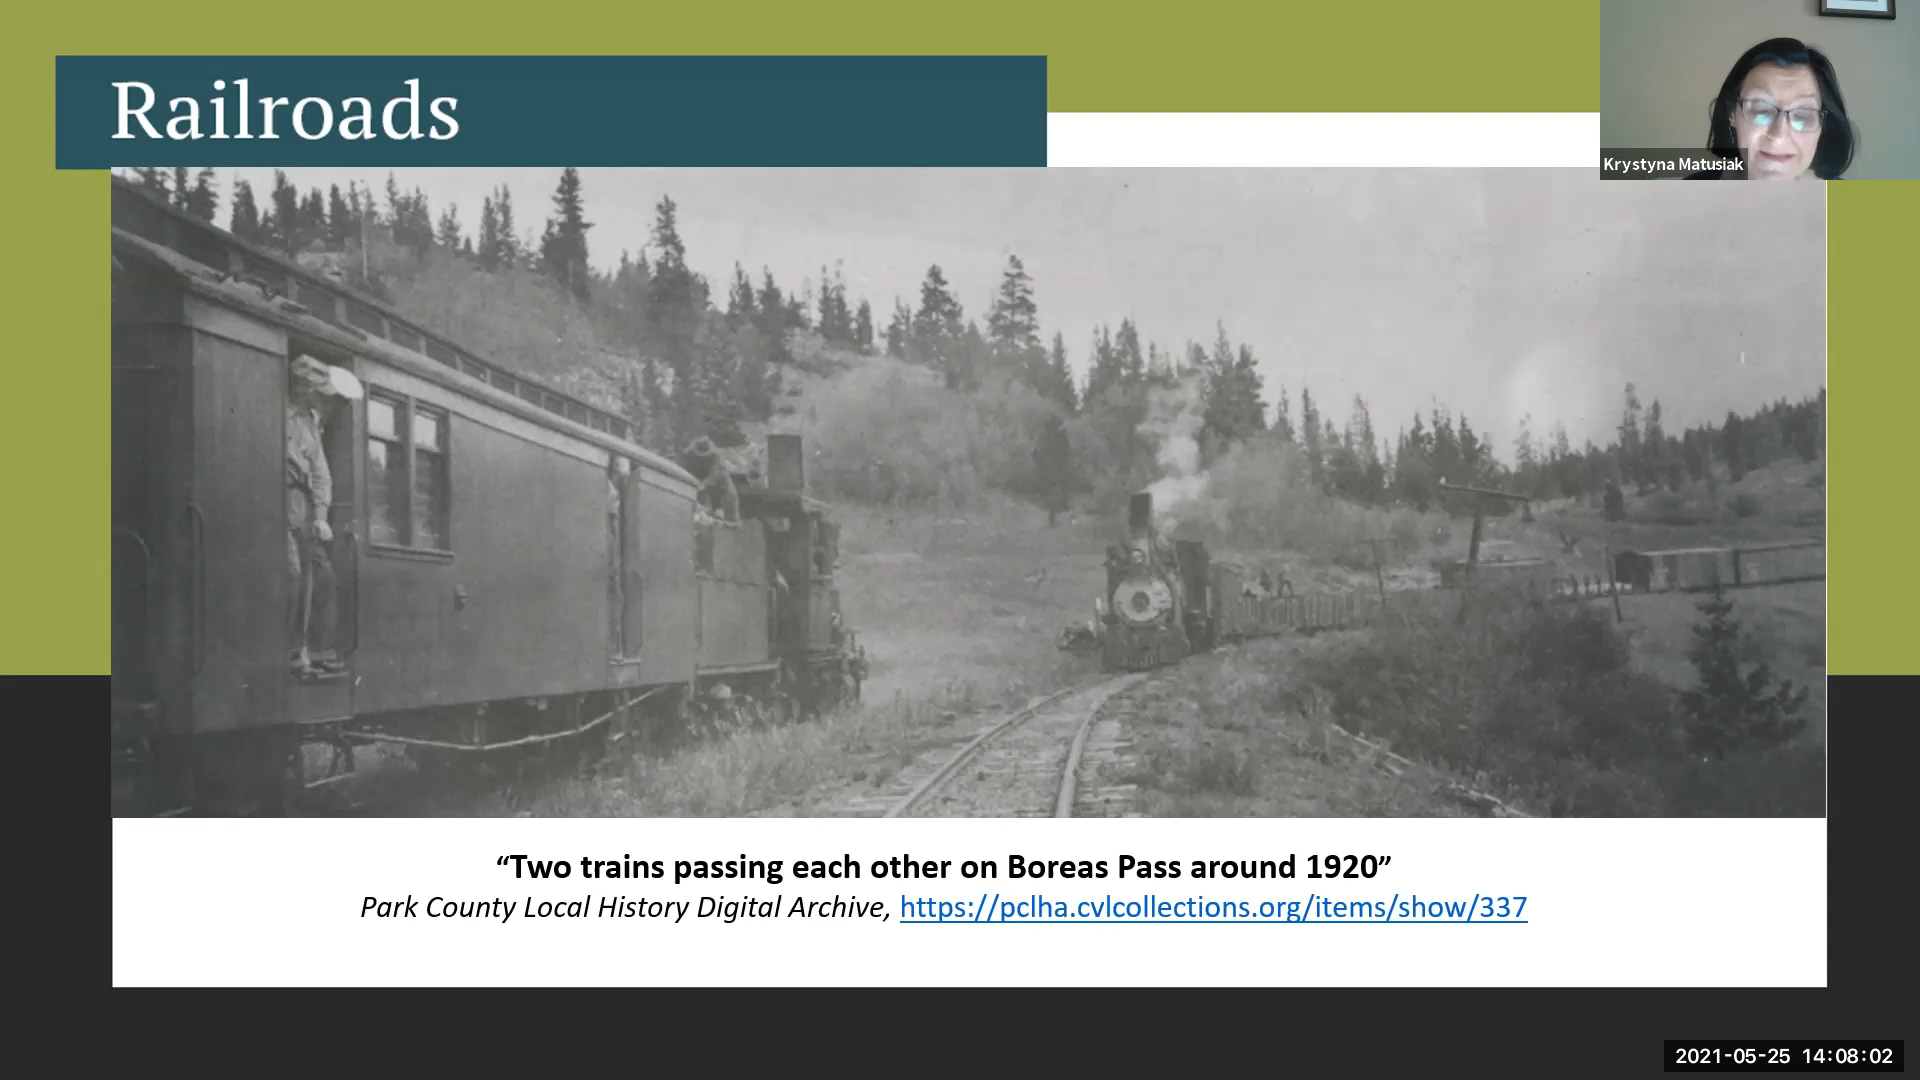 Railroads
Krystyna Matusiak
“Two trains passing each other on Boreas Pass around 1920”
Park County Local History Digital Archive, https://pclha.cvlcollections.org/items/show/337
2021-05-25 14:08:02